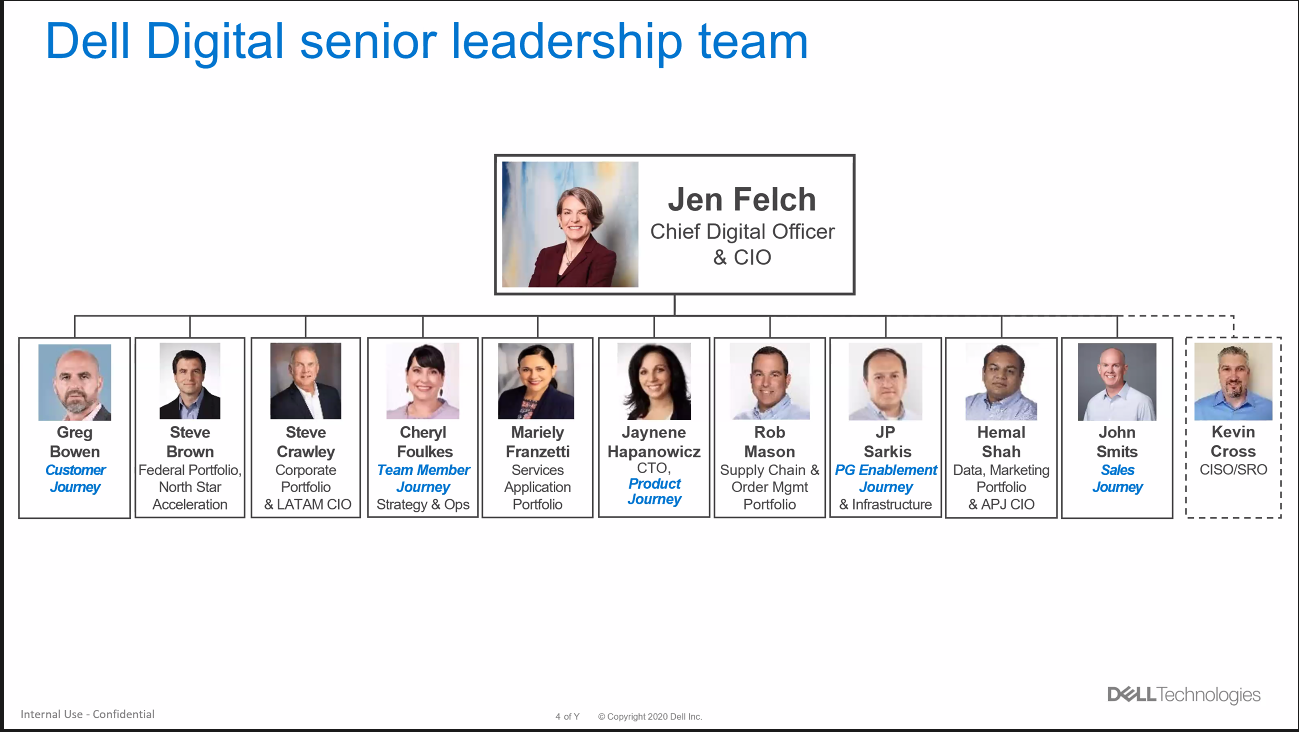 Dell Digital senior leadership team
Jen Felch
Chief Digital Officer
& CIO
Greg
Bowen
Customer
Journey
Steve
Brown
Federal Portfolio,
North Star
Acceleration
Steve
Crawley
Corporate
Portfolio
& LATAM CIO
Cheryl
Foulkes
Team Member
Journey
Strategy & Ops
Mariely
Franzetti
Services
Application
Portfolio
Jaynene
Hapanowicz
CTO,
Product
Journey
Rob
Mason
Supply Chain &
Order Mgmt
Portfolio
JP
Sarkis
PG Enablement
Journey
& Infrastructure
Hemal
Shah
Data, Marketing
Portfolio
& APJ CIO
John
Smits
Sales
Journey
Kevin
Cross
CISO/SRO
DELLTechnologies
Internal Use - Confidential
4 of Y © Copyright 2020 Dell Inc.